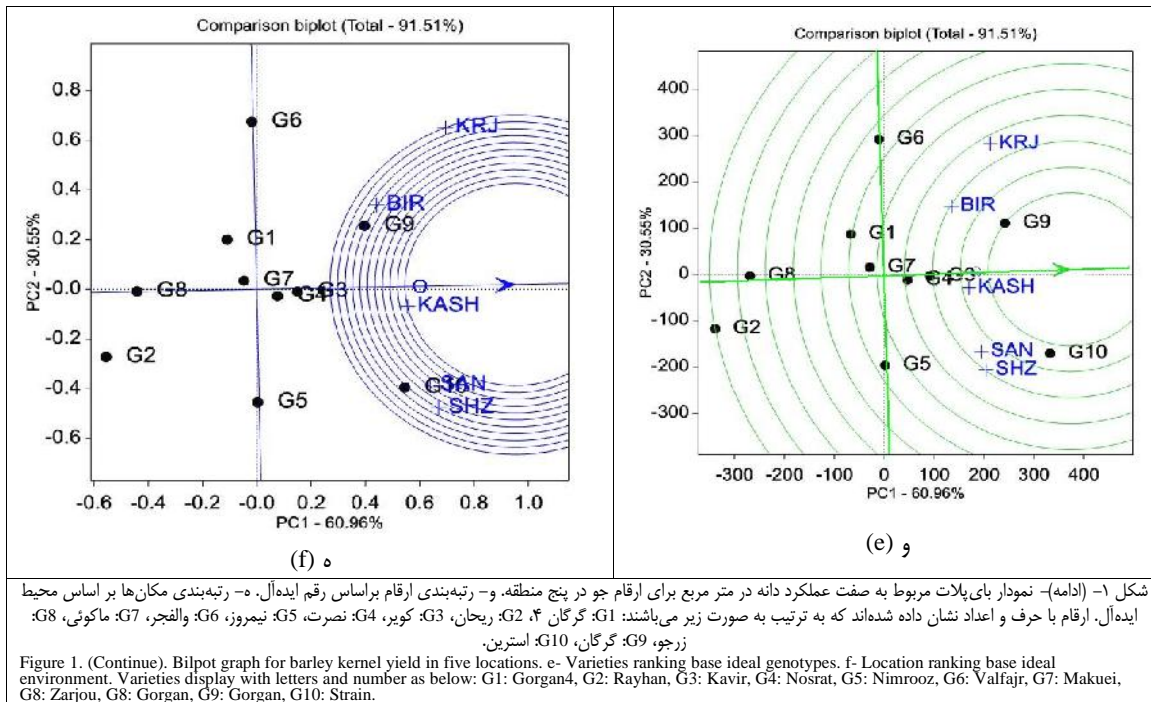 Comparison biplot (Total - 91.51%)
0.8
0.6
0.4
0.2
-0.0
-0.2
-0.4
-0.6
PC2 - 30.55%
G6
KRJ
BIR
G9
G1
G7
G8
G4
G3
KASH
G2
SAN
SHZ
G5
-0.6 -0.4 -0.2 -0.0 0.2 0.4 0.6 0.8 1.0
PC1 - 60.96%
ه (f)
Comparison biplot (Total - 91.51%)
400
300
200
100
0
-100
-200
-300
PC2 - 30.55%
G6
KRJ
BIR
G9
G1
G7
G8
G4
G3
KASH
G2
SAN
G10
SHZ
G5
-300 -200 -100 0 100 200 300 400
PC1 - 60.96%
و (e)
شکل ۱- (ادامه)- نمودار بای‌پلات مربوط به صفت عملکرد دانه در متر مربع برای ارقام جو در پنج منطقه. و- رتبه‌بندی ارقام براساس رقم ایده‌آل. ه- رتبه‌بندی مکان‌ها بر اساس محیط
ایده‌آل. ارقام با حرف و اعداد نشان داده شده‌اند که به ترتیب به صورت زیر می‌باشند: G1: گرگان ۴، G2: ریحان، G3: کویر، G4: نصرت، G5: نیمروز، G6: والفجر، G7: ماکوئی، G8:
زرجو، G9: گرگان، G10: استرین.
Figure 1. (Continue). Bilpot graph for barley kernel yield in five locations. e- Varieties ranking base ideal genotypes. f- Location ranking base ideal
environment. Varieties display with letters and number as below: G1: Gorgan4, G2: Rayhan, G3: Kavir, G4: Nosrat, G5: Nimrooz, G6: Valfajr, G7: Makuei,
G8: Zarjou, G8: Gorgan, G9: Gorgan, G10: Strain.